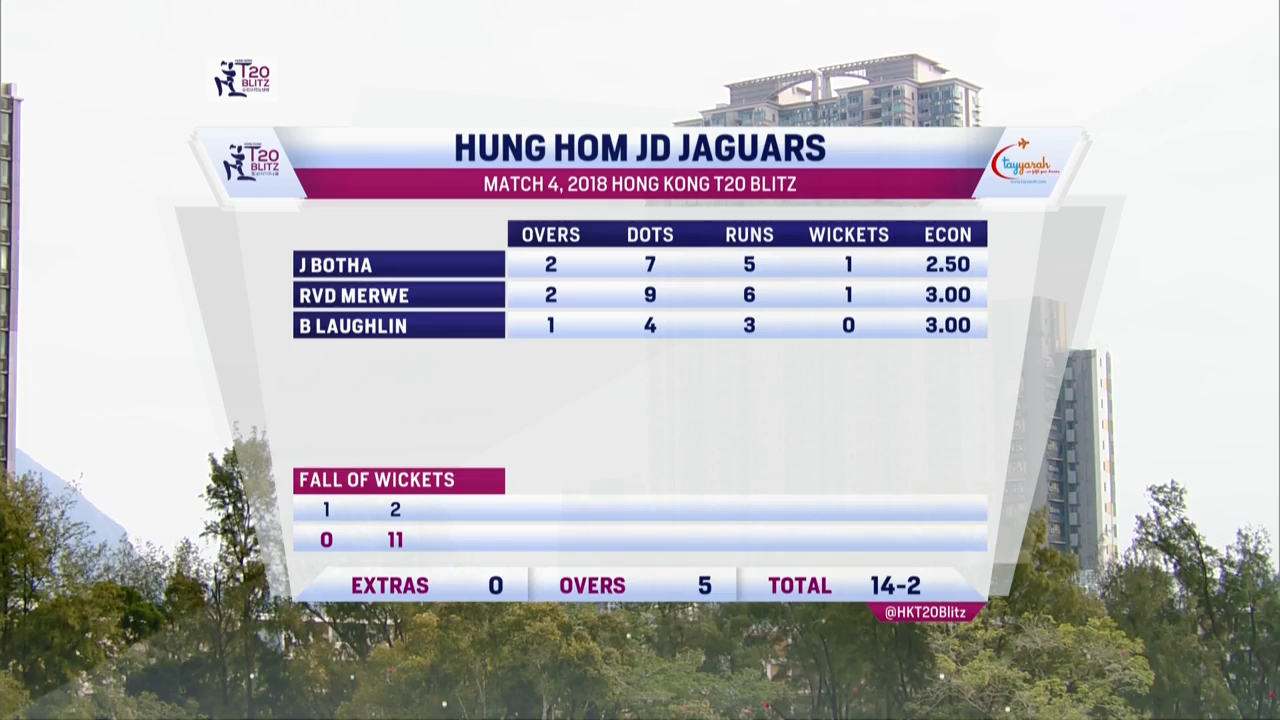 T20
BLITZ
HUNG HOM JD JAGUARS
T20
BLITZ
tayyarah
MATCH 4, 2018 HONG KONG T20 BLITZ
OVERS DOTS RUNS WICKETS ECON
J BOTHA 2 7 5 1 2.50
RVD MERWE 2 9 6 1 3.00
B LAUGHLIN 1 4 3 0 3.00
FALL OF WICKETS
1 2
0 11
EXTRAS 0 OVERS 5 TOTAL 14-2
@HKT20Blitz